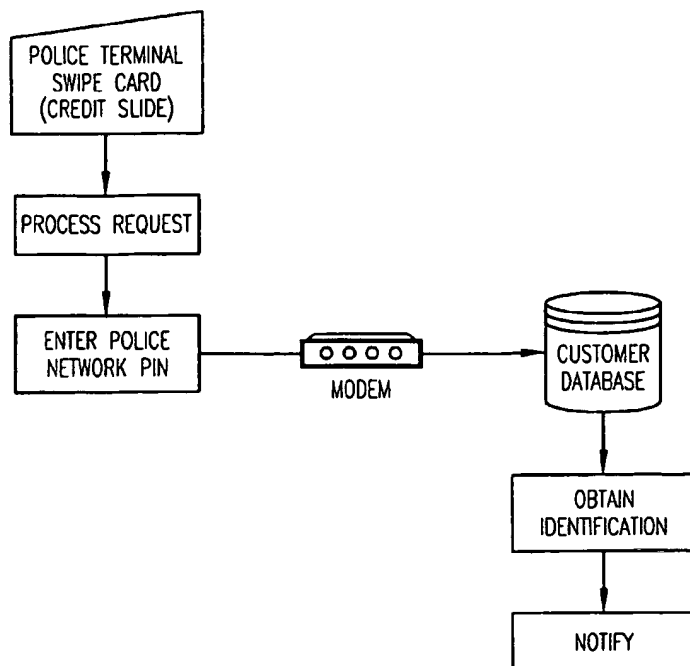 POLICE TERMINAL
SWIPE CARD
(CREDIT SLIDE)
PROCESS REQUEST
ENTER POLICE
NETWORK PIN
MODEM
CUSTOMER
DATABASE
OBTAIN
IDENTIFICATION
NOTIFY